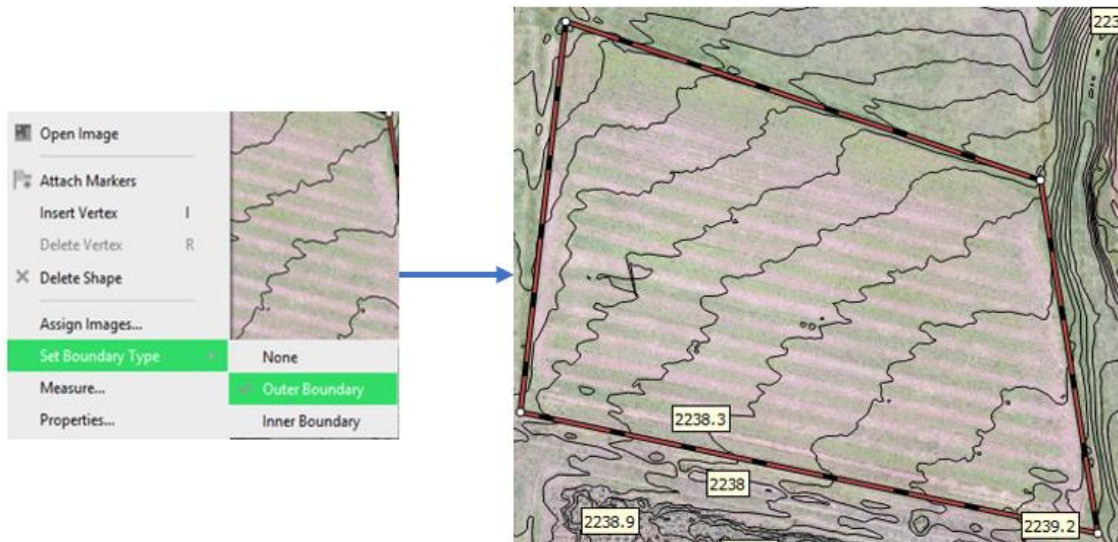 Open Image
Attach Markers
Insert Vertex I
Delete Vertex R
Delete Shape
Assign Images...
Set Boundary Type
Measure...
Properties...
None
Outer Boundary
Inner Boundary
2238.3
2238
2238.9
2239.2